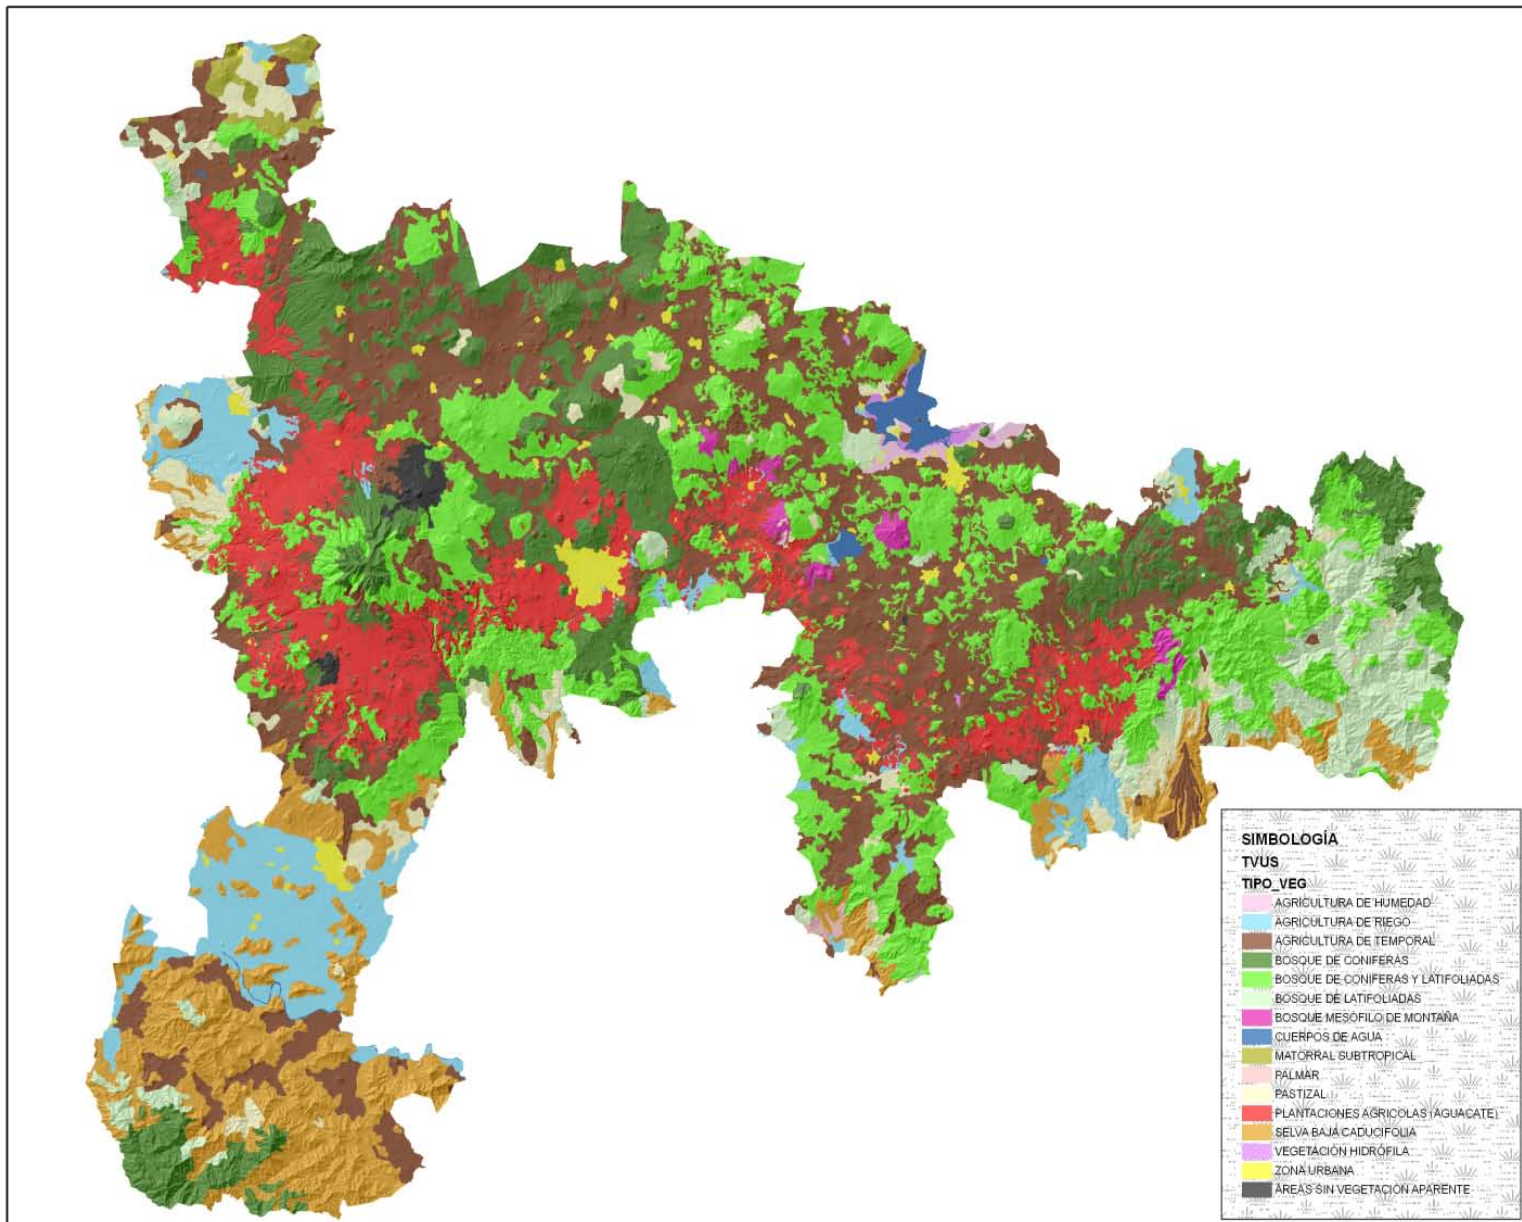 SIMBOLOGÍA
TVUS
TIPO_VEG
AGRICULTURA DE HUMEDAD
AGRICULTURA DE RIEGO
AGRICULTURA DE TEMPORAL
BOSQUE DE CONIFERAS
BOSQUE DE CONIFERAS Y LATIFOLIADAS
BOSQUE DE LATIFOLIADAS
BOSQUE MESÓFILO DE MONTAÑA
CUERPOS DE AGUA
MATORRAL SUBTROPICAL
PALMAR
PASTIZAL
PLANTACIONES AGRICOLAS (AGUACATE)
SELVA BAJA CADUCIFOLIA
VEGETACIÓN HIDRÓFILA
ZONA URBANA
ÁREAS SIN VEGETACIÓN APARENTE